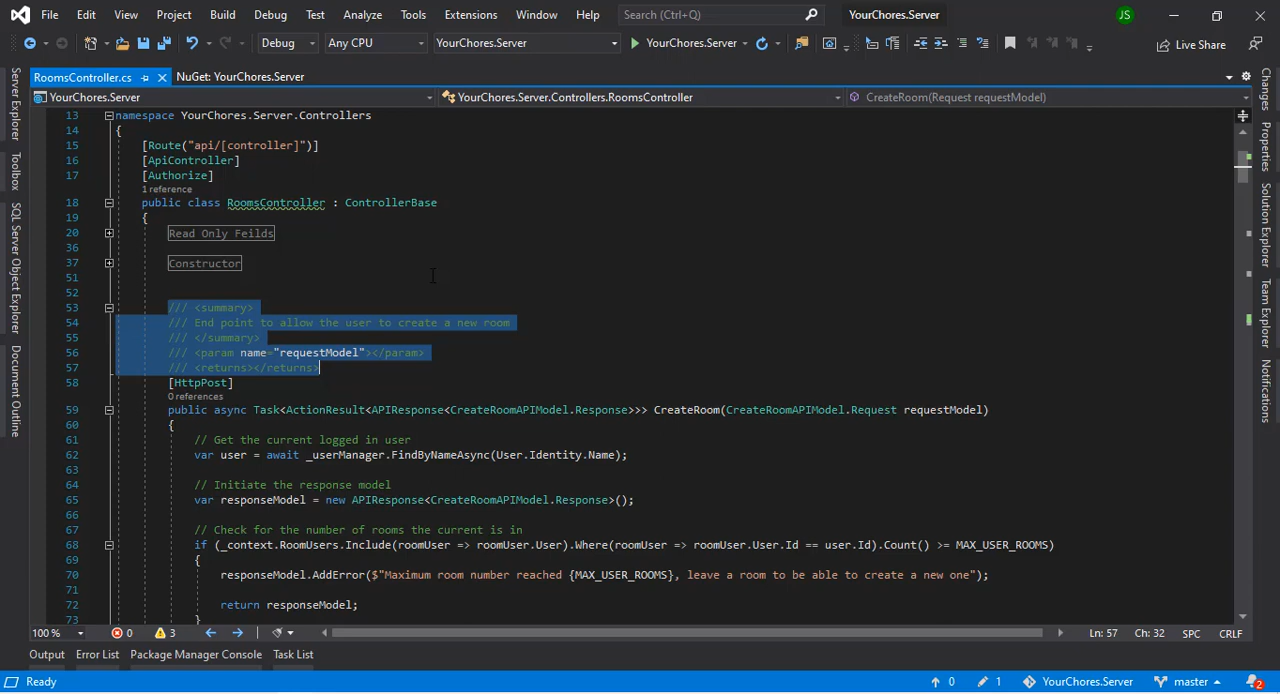 File Edit View Project Build Debug Test Analyze Tools Extensions Window Help Search (Ctrl+Q) YourChores.Server JS
Debug Any CPU YourChores.Server YourChores.Server Live Share
RoomsController.cs NuGet: YourChores.Server
YourChores.Server YourChores.Server.Controllers.RoomsController CreateRoom(Request requestModel)
Server Explorer
Toolbox
SQL Server Object Explorer
Document Outline
13 namespace YourChores.Server.Controllers
14 {
15 [Route("api/[controller]")]
16 [ApiController]
17 [Authorize]
1 reference
18 public class RoomsController : ControllerBase
19 {
20 Read Only Feilds
36
37 Constructor
51
52
53 /// <summary>
54 /// End point to allow the user to create a new room
55 /// </summary>
56 /// <param name="requestModel"></param>
57 /// <returns></returns>
58 [HttpPost]
0 references
59 public async Task<ActionResult<APIResponse<CreateRoomAPIModel.Response>>> CreateRoom(CreateRoomAPIModel.Request requestModel)
60 {
61 // Get the current logged in user
62 var user = await _userManager.FindByNameAsync(User.Identity.Name);
63
64 // Initiate the response model
65 var responseModel = new APIResponse<CreateRoomAPIModel.Response>();
66
67 // Check for the number of rooms the current is in
68 if (_context.RoomUsers.Include(roomUser => roomUser.User).Where(roomUser => roomUser.User.Id == user.Id).Count() >= MAX_USER_ROOMS)
69 {
70 responseModel.AddError($"Maximum room number reached {MAX_USER_ROOMS}, leave a room to be able to create a new one");
71
72 return responseModel;
73 }
Changes
Properties
Solution Explorer
Team Explorer
Notifications
100 % 0 3 Ln: 57 Ch: 32 SPC CRLF
Output Error List Package Manager Console Task List
Ready 0 1 YourChores.Server master 2